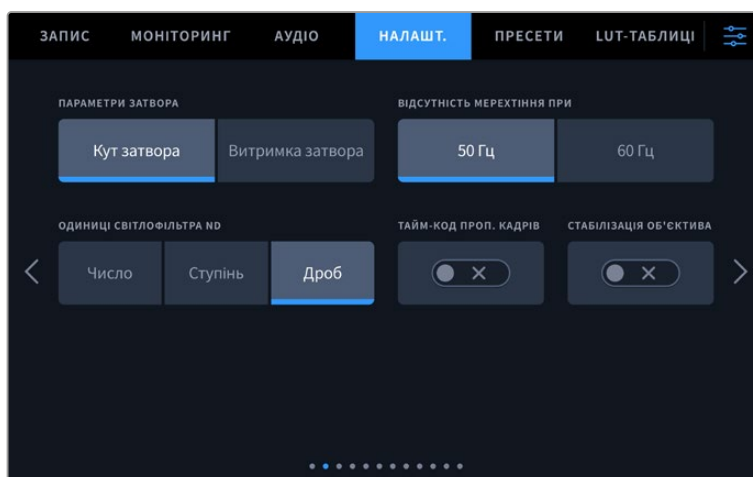 ЗАПИС МОНІТОРИНГ АУДІО НАЛАШТ. ПРЕСЕТИ LUT-ТАБЛИЦІ
ПАРАМЕТРИ ЗАТВОРА ВІДСУТНІСТЬ МЕРЕХТІННЯ ПРИ
Кут затвора Витримка затвора 50 Гц 60 Гц
ОДИНИЦІ СВІТЛОФІЛЬТРА ND ТАЙМ-КОД ПРОП. КАДРІВ СТАБІЛІЗАЦІЯ ОБ'ЄКТИВА
Число Ступінь Дроб